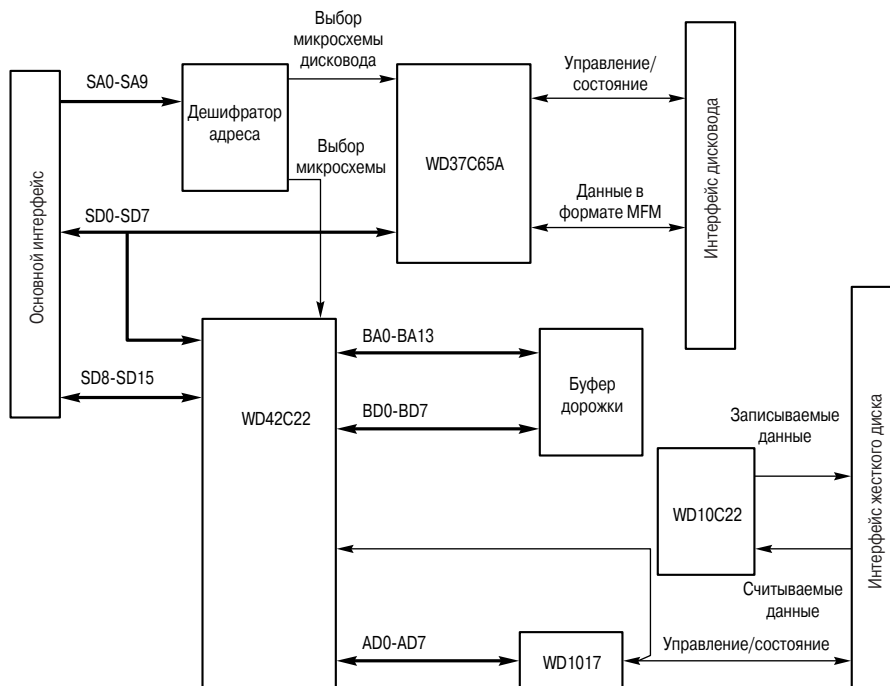 Выбор
микросхемы
дисковода
SA0-SA9
Дешифратор
адреса
Управление/
состояние
Выбор
микросхемы
WD37C65A
Данные в
формате MFM
Интерфейс дисковода
Основной интерфейс
SD0-SD7
BA0-BA13
SD8-SD15
Буфер
дорожки
WD42C22
BD0-BD7
Записываемые
данные
WD10C22
Интерфейс жесткого диска
Считываемые
данные
AD0-AD7
WD1017
Управление/состояние